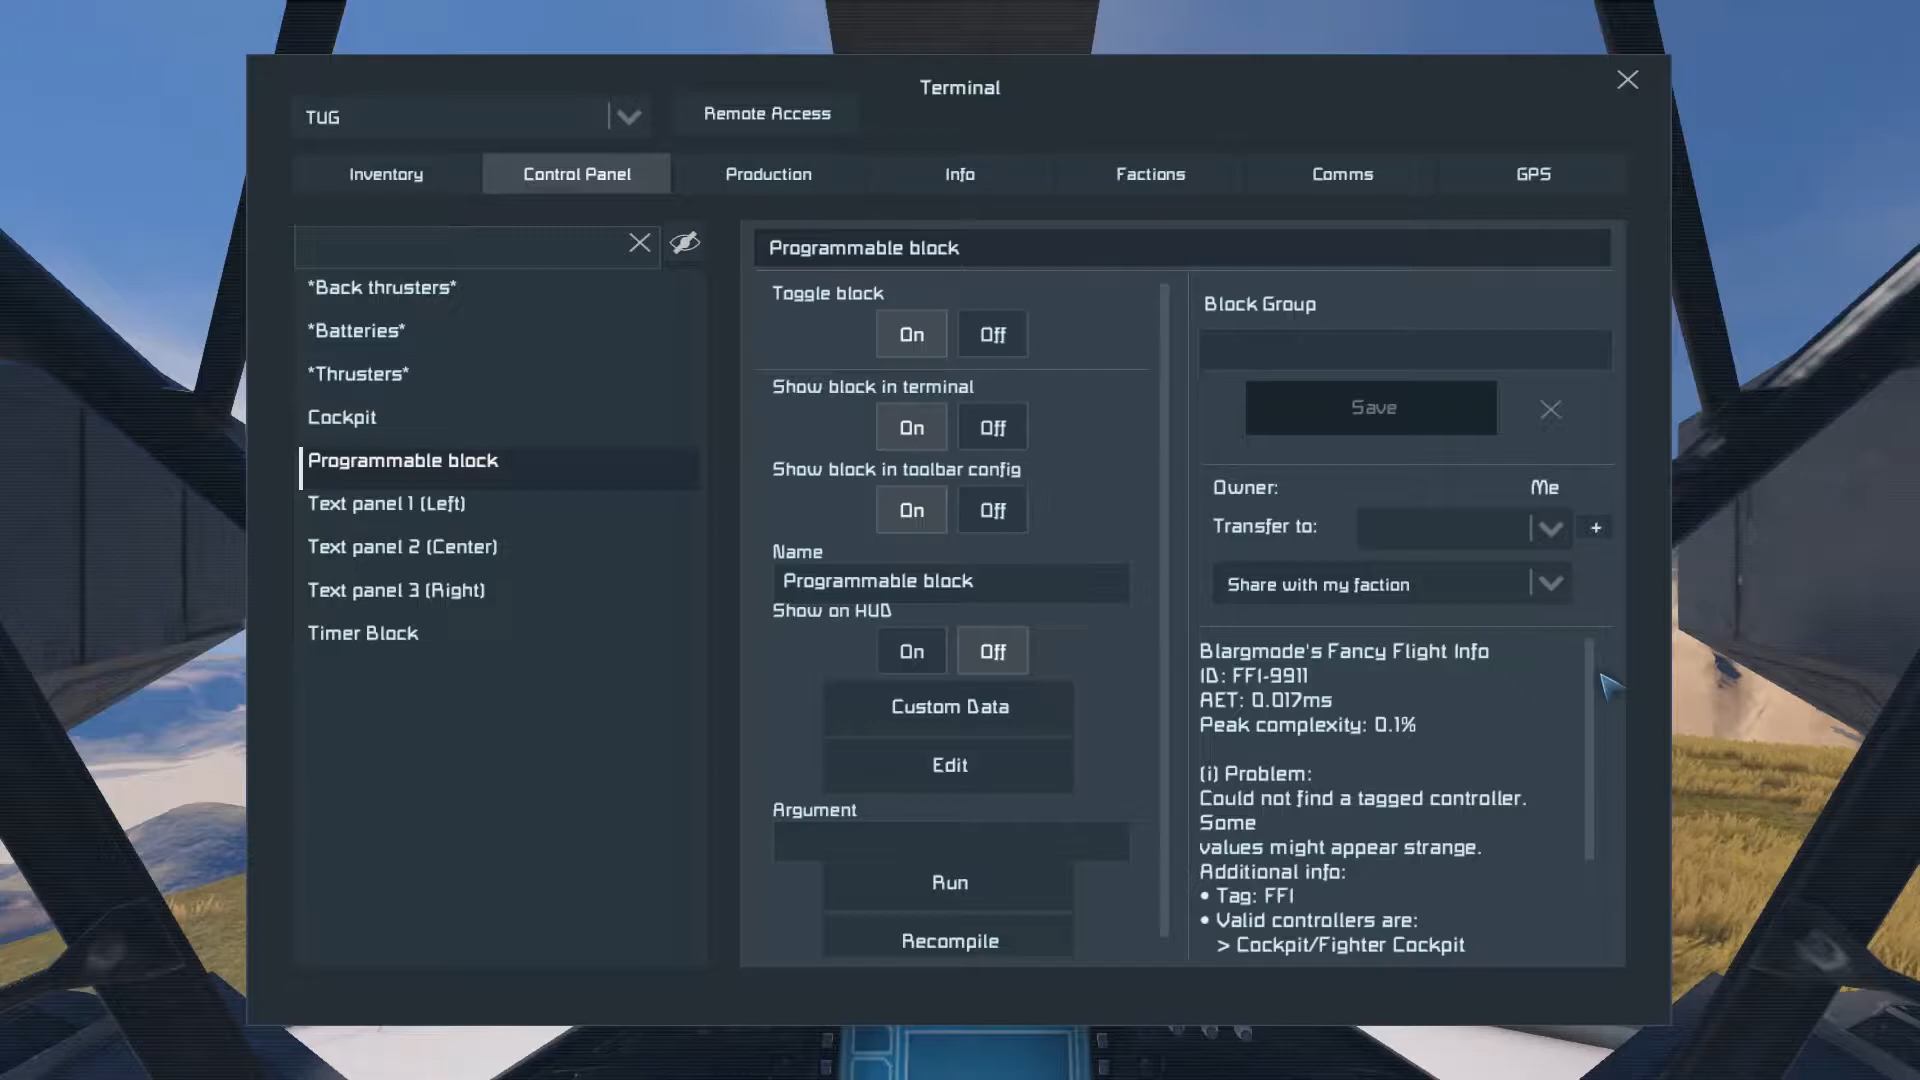 Terminal
TUG
Remote Access
Inventory
Control Panel
Production
Info
Factions
Comms
GPS
*Back thrusters*
*Batteries*
*Thrusters*
Cockpit
Programmable block
Text panel 1 (Left)
Text panel 2 (Center)
Text panel 3 (Right)
Timer Block
Programmable block
Toggle block
On Off
Show block in terminal
On Off
Show block in toolbar config
On Off
Name
Programmable block
Show on HUD
On Off
Custom Data
Edit
Argument
Run
Recompile
Block Group
Save
Owner: Me
Transfer to:
+
Share with my faction
Blargmode's Fancy Flight Info
ID: FFI-9911
AET: 0.017ms
Peak complexity: 0.1%
(i) Problem:
Could not find a tagged controller.
Some
values might appear strange.
Additional info:
• Tag: FFI
• Valid controllers are:
> Cockpit/Fighter Cockpit